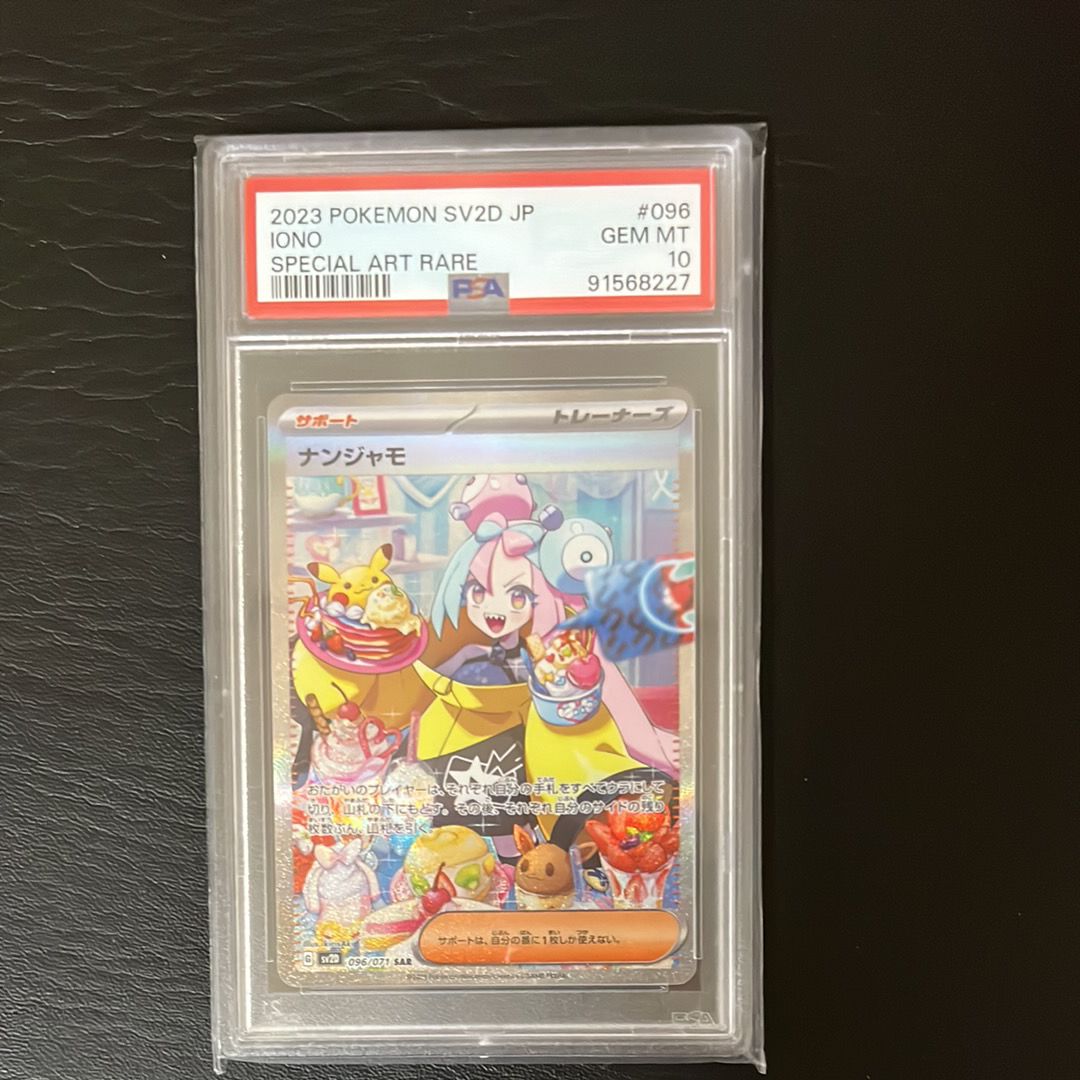 2023 POKEMON SV2D JP #096
IONO GEM MT
SPECIAL ART RARE 10
PSA 91568227
サポート トレーナーズ
ナンジャモ
おたがいのプレイヤーは、それぞれ自分の手札をすべてウラにして
切り、山札の下にもどす。その後、それぞれ自分のサイドの残り
枚数ぶん、山札を引く。
サポートは、自分の番に1枚しか使えない。
G SV2D 096/071 SAR